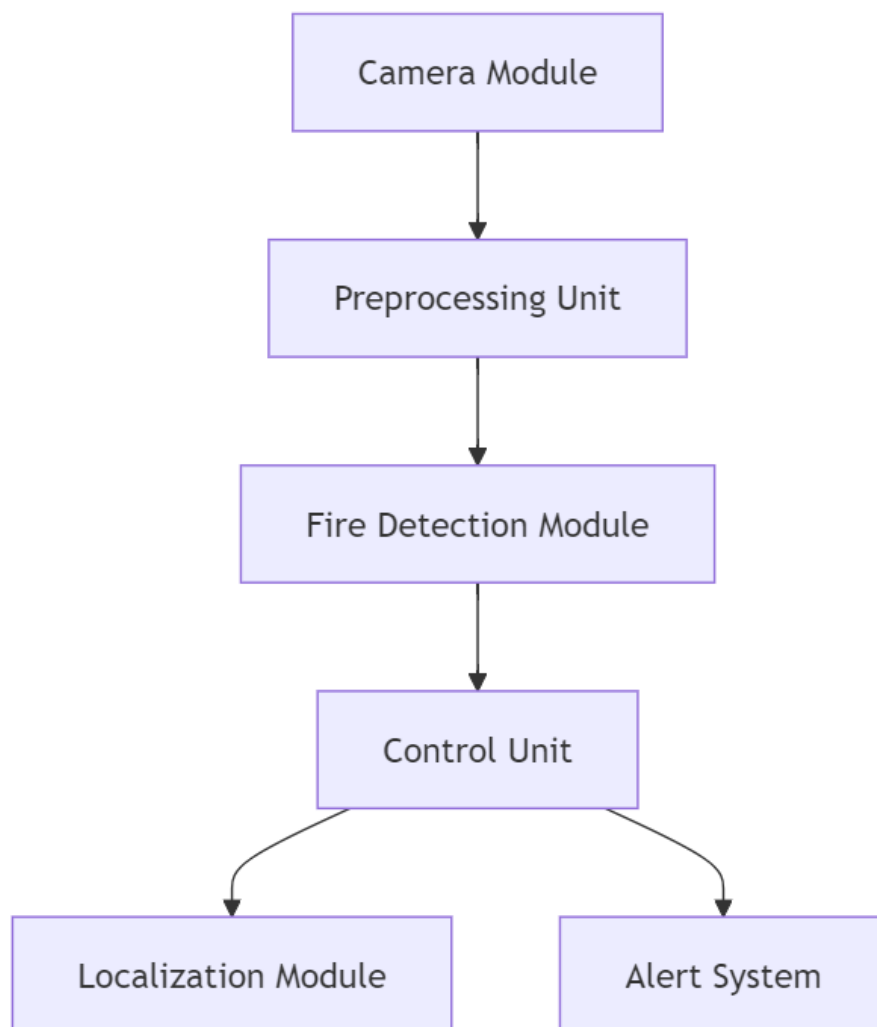 Camera Module
Preprocessing Unit
Fire Detection Module
Control Unit
Localization Module
Alert System